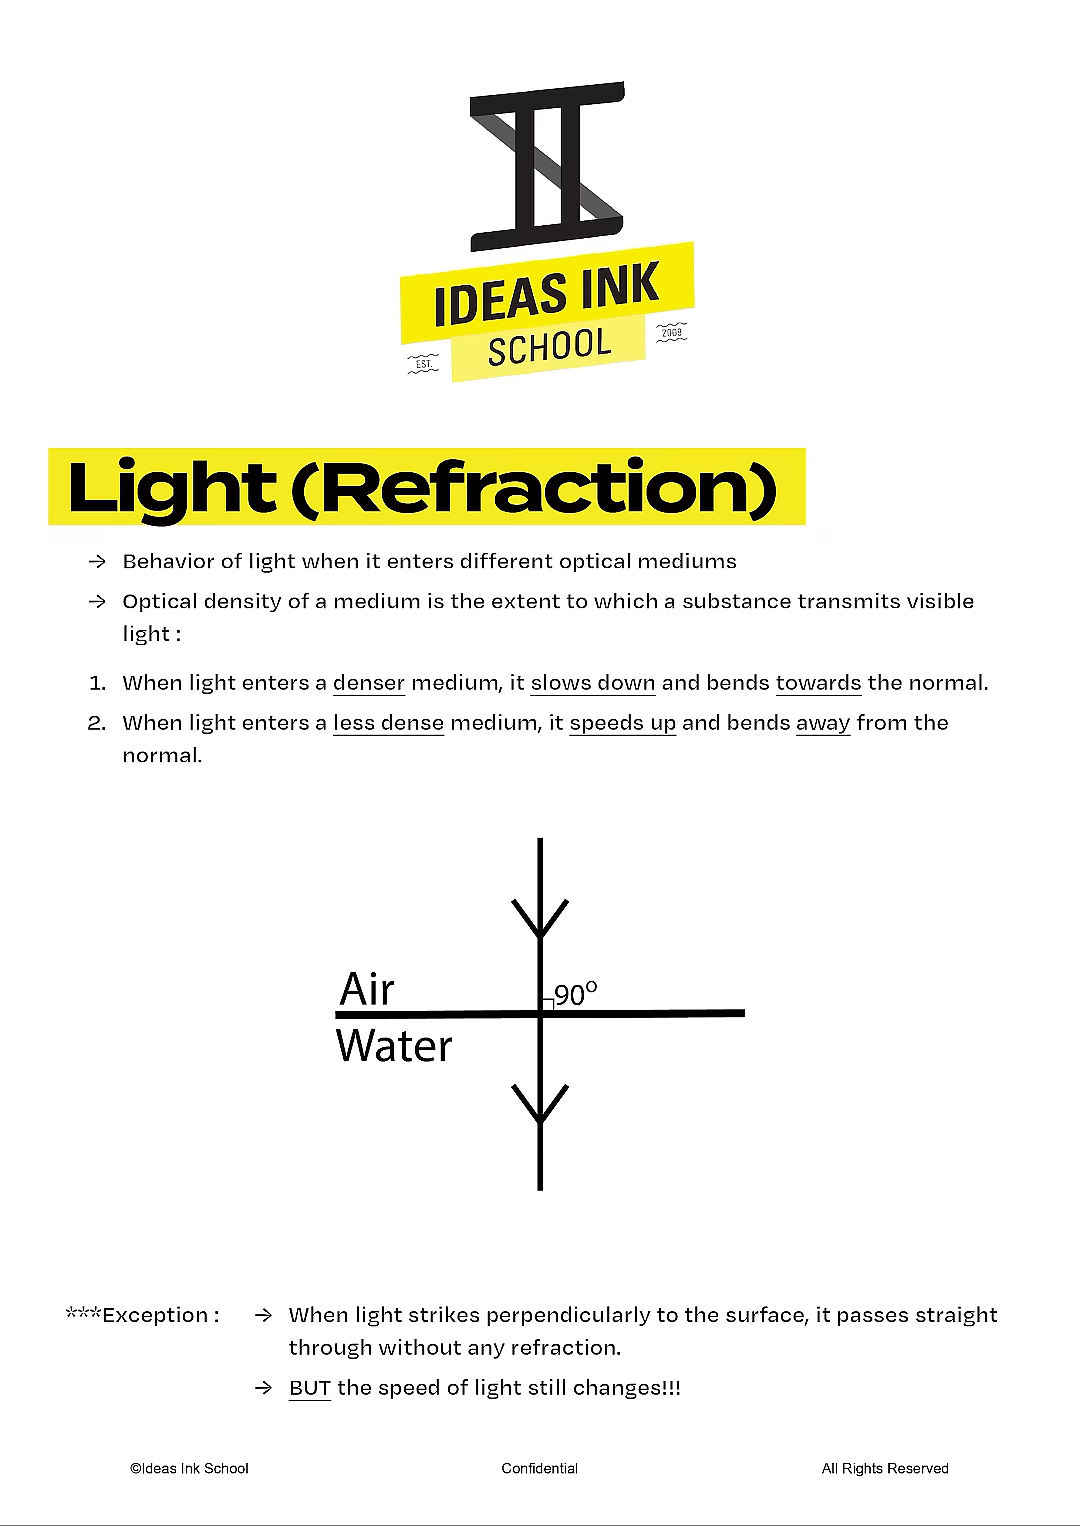 IDEAS INK
SCHOOL
EST.
2009
Light (Refraction)
→ Behavior of light when it enters different optical mediums
→ Optical density of a medium is the extent to which a substance transmits visible
light :
1. When light enters a denser medium, it slows down and bends towards the normal.
2. When light enters a less dense medium, it speeds up and bends away from the
normal.
Air
90°
Water
***Exception : → When light strikes perpendicularly to the surface, it passes straight
through without any refraction.
→ BUT the speed of light still changes!!!
©Ideas Ink School Confidential All Rights Reserved